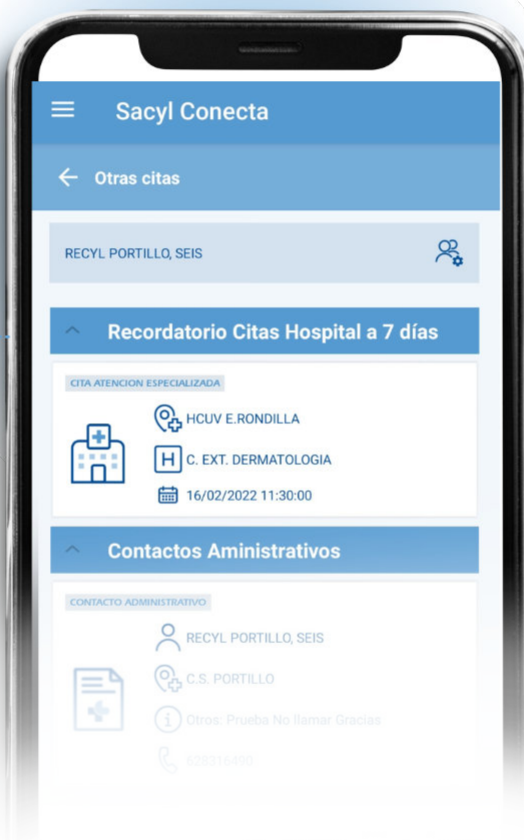 Sacyl Conecta
Otras citas
RECYL PORTILLO, SEIS
Recordatorio Citas Hospital a 7 días
CITA ATENCION ESPECIALIZADA
HCUV E.RONDILLA
H C. EXT. DERMATOLOGIA
16/02/2022 11:30:00
Contactos Aministrativos
CONTACTO ADMINISTRATIVO
RECYL PORTILLO, SEIS
C.S. PORTILLO
Otros: Prueba No llamar Gracias